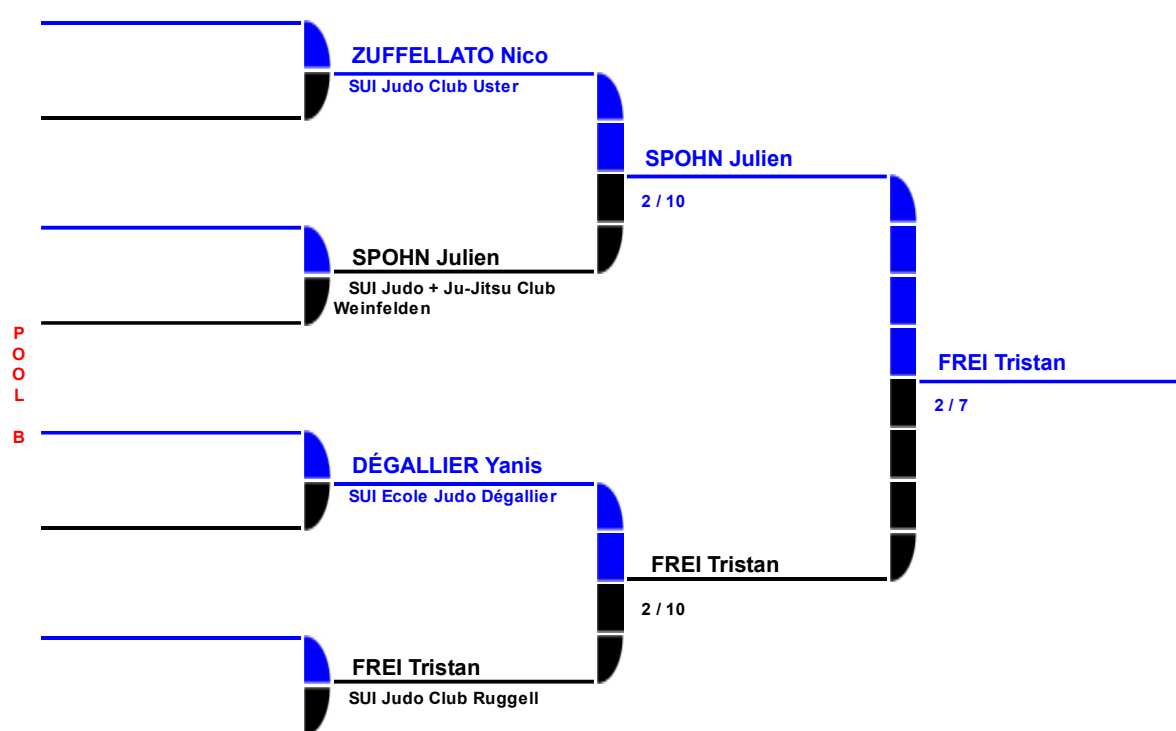 ZUFFELLATO Nico
SUI Judo Club Uster
SPOHN Julien
2 / 10
SPOHN Julien
SUI Judo + Ju-Jitsu Club
Weinfelden
POOL B
FREI Tristan
2 / 7
DÉGALLIER Yanis
SUI Ecole Judo Dégallier
FREI Tristan
2 / 10
FREI Tristan
SUI Judo Club Ruggell